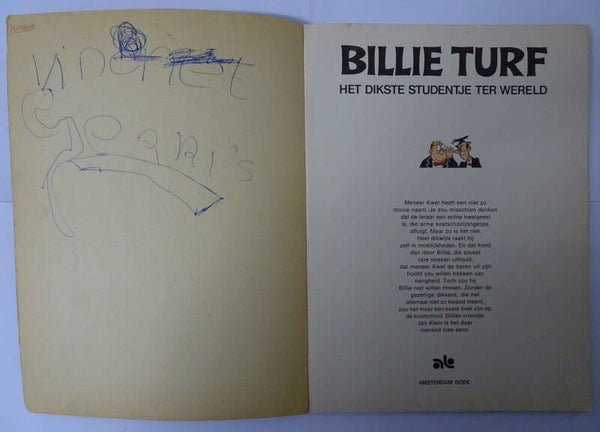 Vincet
Gerri's
BILLIE TURF
HET DIKSTE STUDENTJE TER WERELD
Meneer Kwel heeft een niet zo
mooie naam. Je zou misschien denken
dat de leraar een echte kwelgeest
is, die arme kostschooljongetjes
aftuigt. Maar zo is het niet.
Heel dikwijls raakt hij
zelf in moeilijkheden. En dat komt
dan door Billie, die zoveel
rare streken uithaalt,
dat meneer Kwel de haren uit zijn
hoofd zou willen trekken van
narigheid. Toch zou hij
Billie niet willen missen. Zonder de
gezellige dikkerd, die het
allemaal niet zo kwaad meent,
zou het maar een saaie boel zijn op
de kostschool. Billies vriendje
Jan Klein is het daar
roerend mee eens.
AMSTERDAM BOEK